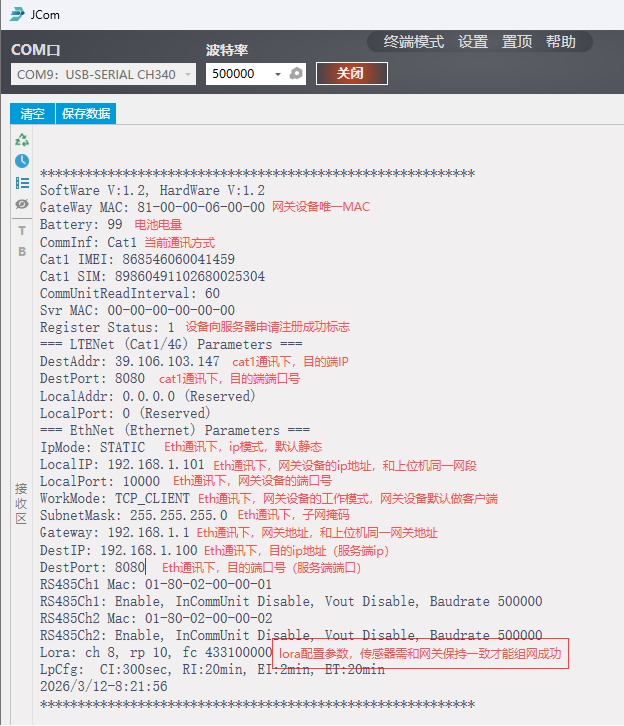 JCom
COM口 波特率 终端模式 设置 置顶 帮助
COM9: USB-SERIAL CH340 500000 关闭
清空 保存数据
T
B
接收区
**********************************************************
SoftWare V:1.2, HardWare V:1.2
GateWay MAC: 81-00-00-06-00-00 网关设备唯一MAC
Battery: 99 电池电量
CommInf: Cat1 当前通讯方式
Cat1 IMEI: 868546060041459
Cat1 SIM: 89860491102680025304
CommUnitReadInterval: 60
Svr MAC: 00-00-00-00-00-00
Register Status: 1 设备向服务器申请注册成功标志
=== LTENet (Cat1/4G) Parameters ===
DestAddr: 39.106.103.147 cat1通讯下，目的端IP
DestPort: 8080 cat1通讯下，目的端端口号
LocalAddr: 0.0.0.0 (Reserved)
LocalPort: 0 (Reserved)
=== EthNet (Ethernet) Parameters ===
IpMode: STATIC Eth通讯下，ip模式，默认静态
LocalIP: 192.168.1.101 Eth通讯下，网关设备的ip地址，和上位机同一网段
LocalPort: 10000 Eth通讯下，网关设备的端口号
WorkMode: TCP_CLIENT Eth通讯下，网关设备的工作模式，网关设备默认做客户端
SubnetMask: 255.255.255.0 Eth通讯下，子网掩码
Gateway: 192.168.1.1 Eth通讯下，网关地址，和上位机同一网关地址
DestIP: 192.168.1.100 Eth通讯下，目的ip地址（服务端ip）
DestPort: 8080 Eth通讯下，目的端口号（服务端端口）
RS485Ch1 Mac: 01-80-02-00-00-01
RS485Ch1: Enable, InCommUnit Disable, Vout Disable, Baudrate 500000
RS485Ch2 Mac: 01-80-02-00-00-02
RS485Ch2: Enable, InCommUnit Disable, Vout Disable, Baudrate 500000
Lora: ch 8, rp 10, fc 433100000 lora配置参数，传感器需和网关保持一致才能组网成功
LpCfg: CI:300sec, RI:20min, EI:2min, ET:20min
2026/3/12-8:21:56
**********************************************************